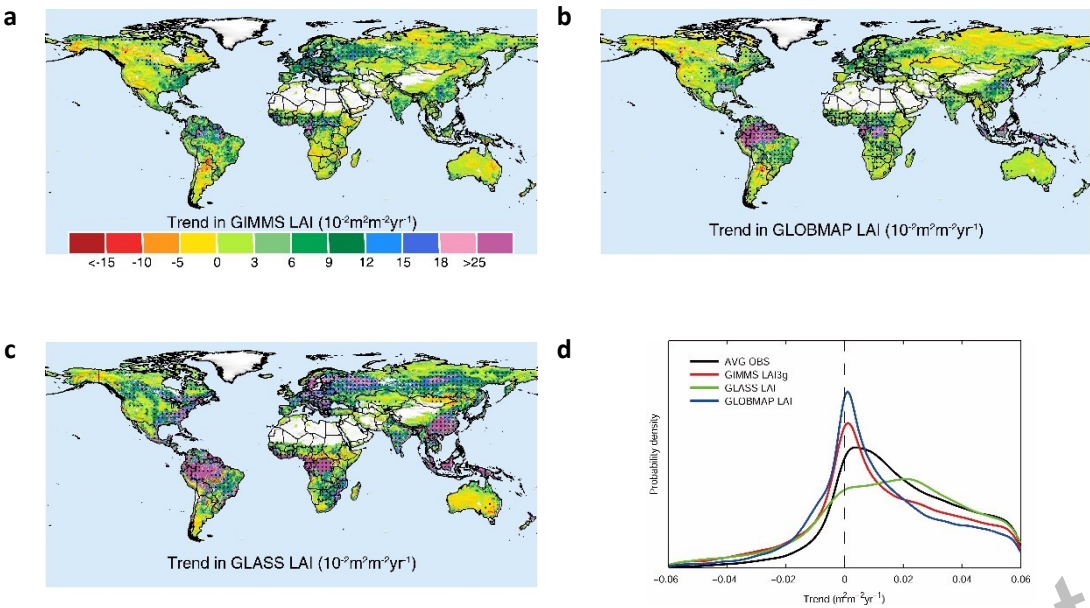 a
Trend in GIMMS LAI (10⁻²m²m⁻²yr⁻¹)
<-15 -10 -5 0 3 6 9 12 15 18 >25
b
Trend in GLOBMAP LAI (10⁻²m²m⁻²yr⁻¹)
c
Trend in GLASS LAI (10⁻²m²m⁻²yr⁻¹)
d
AVG OBS
GIMMS LAI3g
GLASS LAI
GLOBMAP LAI
Probability density
−0.06 −0.04 −0.02 0 0.02 0.04 0.06
Trend (m²m⁻²yr⁻¹)